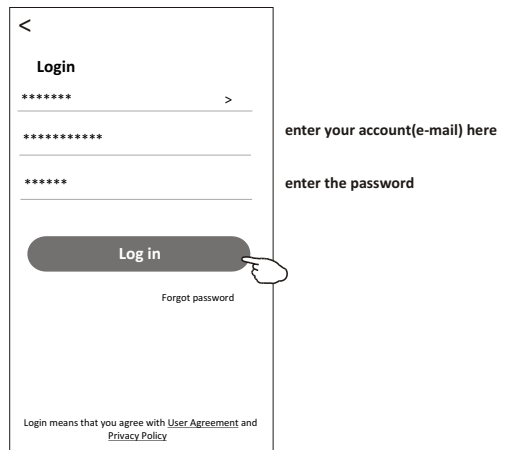 <
Login
******* >
***********
enter your account(e-mail) here
******
enter the password
Log in
Forgot password
Login means that you agree with User Agreement and
Privacy Policy